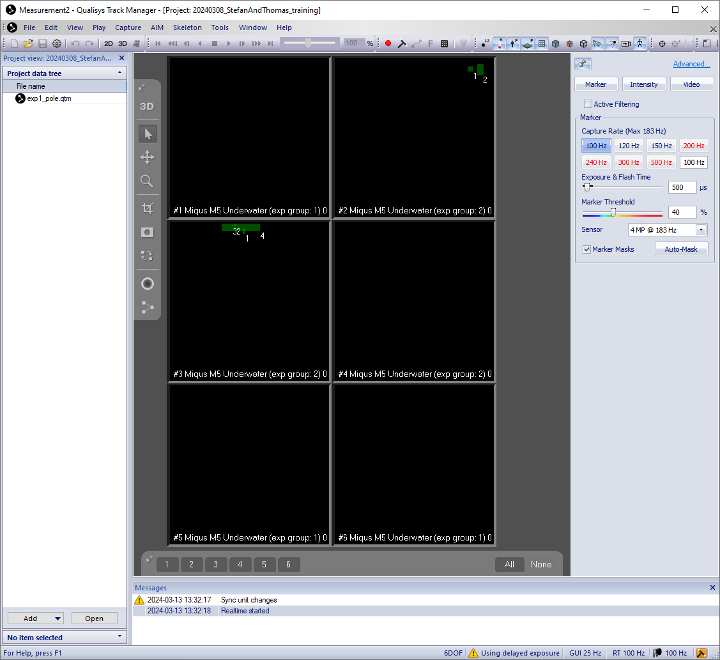 Measurement2 - Qualisys Track Manager - [Project: 20240308_StefanAndThomas_training]
File Edit View Play Capture AIM Skeleton Tools Window Help
2D 3D 100 % F
Project view: 20240308_StefanA...
Project data tree
File name
exp1_pole.qtm
Add Open
No item selected
3D
#1 Miqus M5 Underwater (exp group: 1) 0
1 2
#2 Miqus M5 Underwater (exp group: 2) 0
32 1 4
#3 Miqus M5 Underwater (exp group: 2) 0
#4 Miqus M5 Underwater (exp group: 2) 0
#5 Miqus M5 Underwater (exp group: 1) 0
#6 Miqus M5 Underwater (exp group: 1) 0
1 2 3 4 5 6 All None
Advanced...
Marker Intensity Video
Active Filtering
Marker
Capture Rate (Max 183 Hz)
100 Hz 120 Hz 150 Hz 200 Hz
240 Hz 300 Hz 500 Hz 100 Hz
Exposure & Flash Time
500 µs
Marker Threshold
40 %
Sensor 4 MP @ 183 Hz
Marker Masks Auto-Mask
Messages
2024-03-13 13:32:17 Sync unit changes
2024-03-13 13:32:18 Realtime started
For Help, press F1 6DOF Using delayed exposure GUI 25 Hz RT 100 Hz 100 Hz